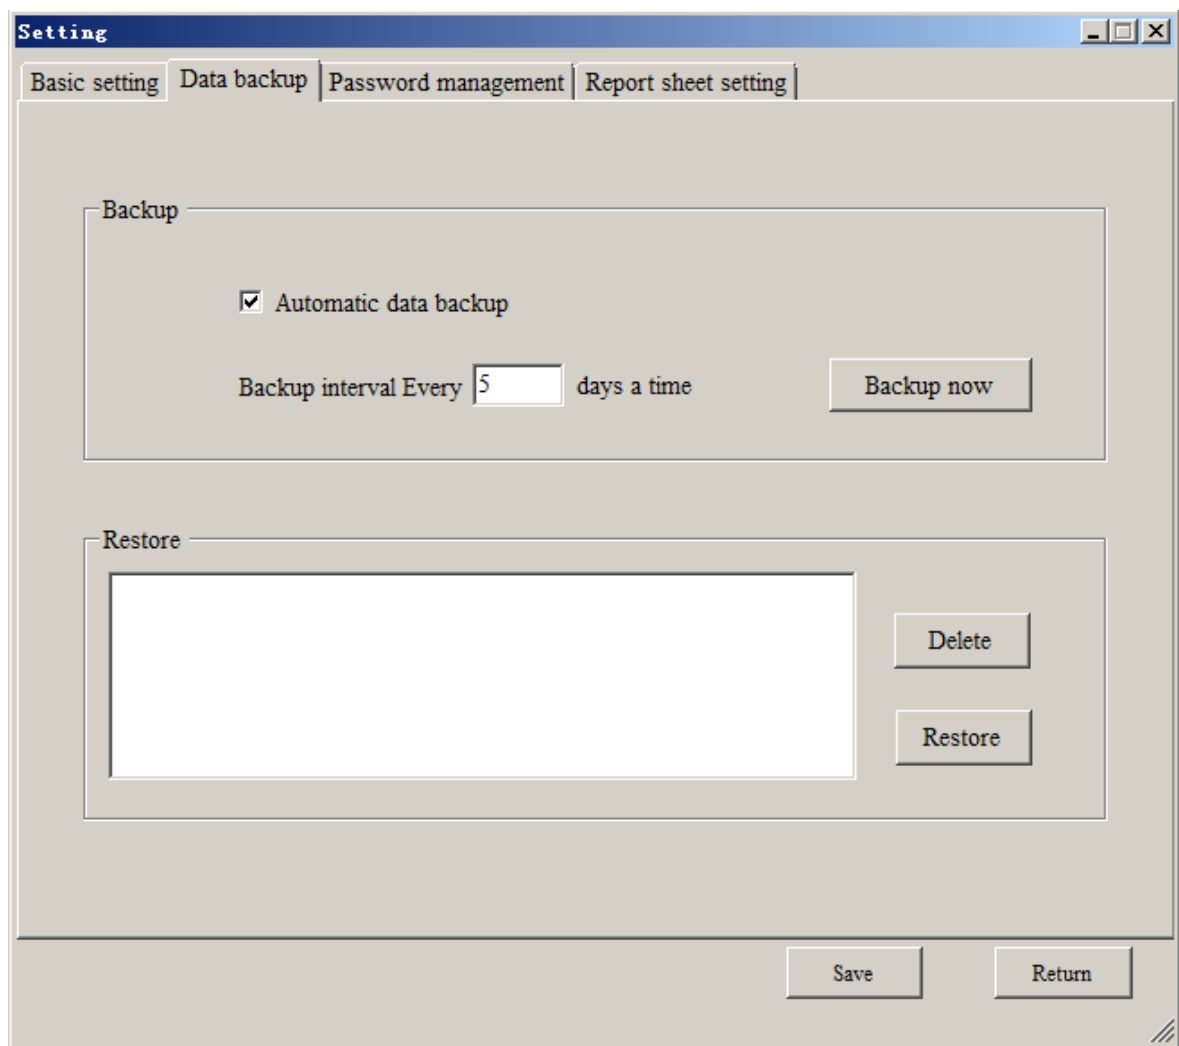 Setting
Basic setting Data backup Password management Report sheet setting
Backup
Automatic data backup
Backup interval Every 5 days a time Backup now
Restore
Delete
Restore
Save Return